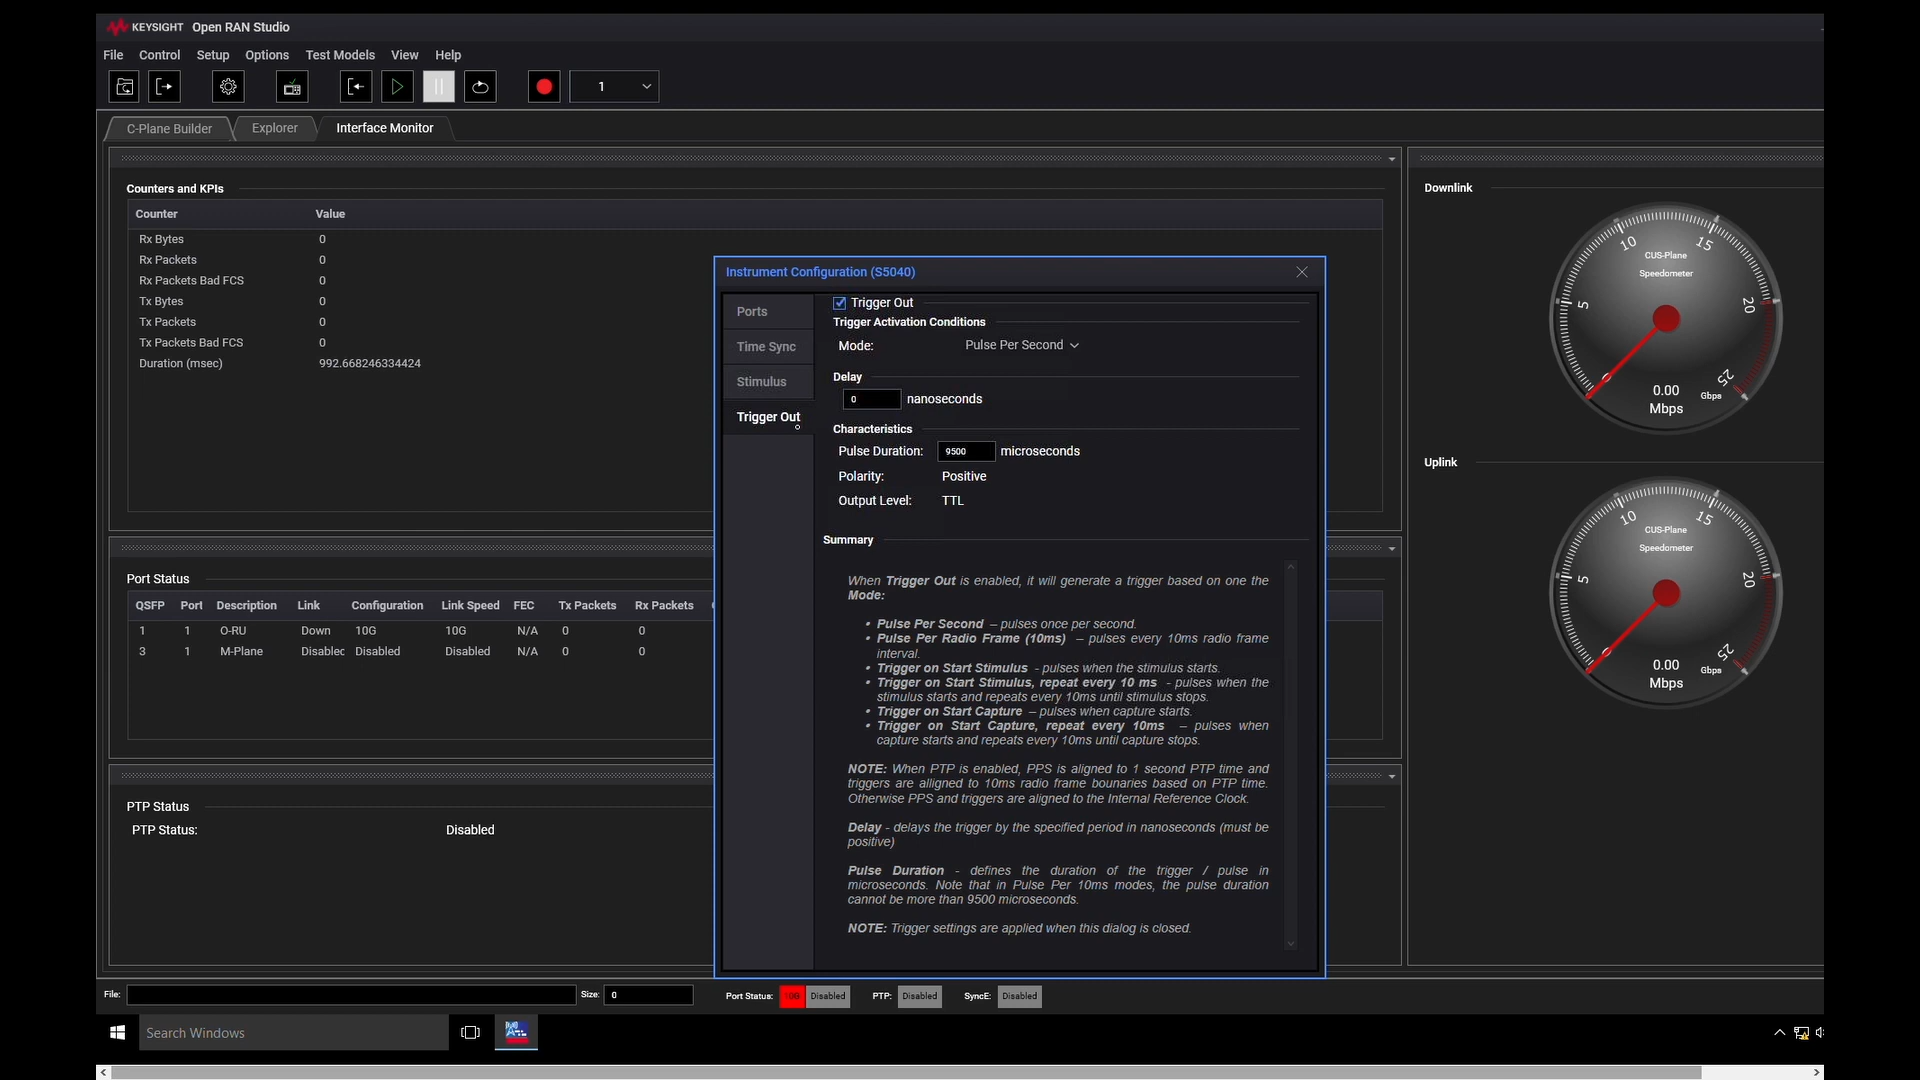 KEYSIGHT Open RAN Studio
File Control Setup Options Test Models View Help
1
C-Plane Builder Explorer Interface Monitor
Counters and KPIs
Counter Value
Rx Bytes 0
Rx Packets 0
Rx Packets Bad FCS 0
Tx Bytes 0
Tx Packets 0
Tx Packets Bad FCS 0
Duration (msec) 992.668246334424
Port Status
QSFP Port Description Link Configuration Link Speed FEC Tx Packets Rx Packets
1 1 O-RU Down 10G 10G N/A 0 0
3 1 M-Plane Disabled Disabled Disabled N/A 0 0
PTP Status
PTP Status: Disabled
Instrument Configuration (S5040)
Ports
Time Sync
Stimulus
Trigger Out
Trigger Out
Trigger Activation Conditions
Mode: Pulse Per Second
Delay
0 nanoseconds
Characteristics
Pulse Duration: 9500 microseconds
Polarity: Positive
Output Level: TTL
Summary
When Trigger Out is enabled, it will generate a trigger based on one the
Mode:
• Pulse Per Second – pulses once per second.
• Pulse Per Radio Frame (10ms) – pulses every 10ms radio frame
interval.
• Trigger on Start Stimulus - pulses when the stimulus starts.
• Trigger on Start Stimulus, repeat every 10 ms - pulses when the
stimulus starts and repeats every 10ms until stimulus stops.
• Trigger on Start Capture – pulses when capture starts.
• Trigger on Start Capture, repeat every 10ms – pulses when
capture starts and repeats every 10ms until capture stops.
NOTE: When PTP is enabled, PPS is aligned to 1 second PTP time and
triggers are alligned to 10ms radio frame bounaries based on PTP time.
Otherwise PPS and triggers are aligned to the Internal Reference Clock.
Delay - delays the trigger by the specified period in nanoseconds (must be
positive)
Pulse Duration - defines the duration of the trigger / pulse in
microseconds. Note that in Pulse Per 10ms modes, the pulse duration
cannot be more than 9500 microseconds.
NOTE: Trigger settings are applied when this dialog is closed.
Downlink
0 5 10 15 20 25
CUS-Plane
Speedometer
0.00 Gbps
Mbps
Uplink
0 5 10 15 20 25
CUS-Plane
Speedometer
0.00 Gbps
Mbps
File: Size: 0 Port Status: 10G Disabled PTP: Disabled SyncE: Disabled
Search Windows